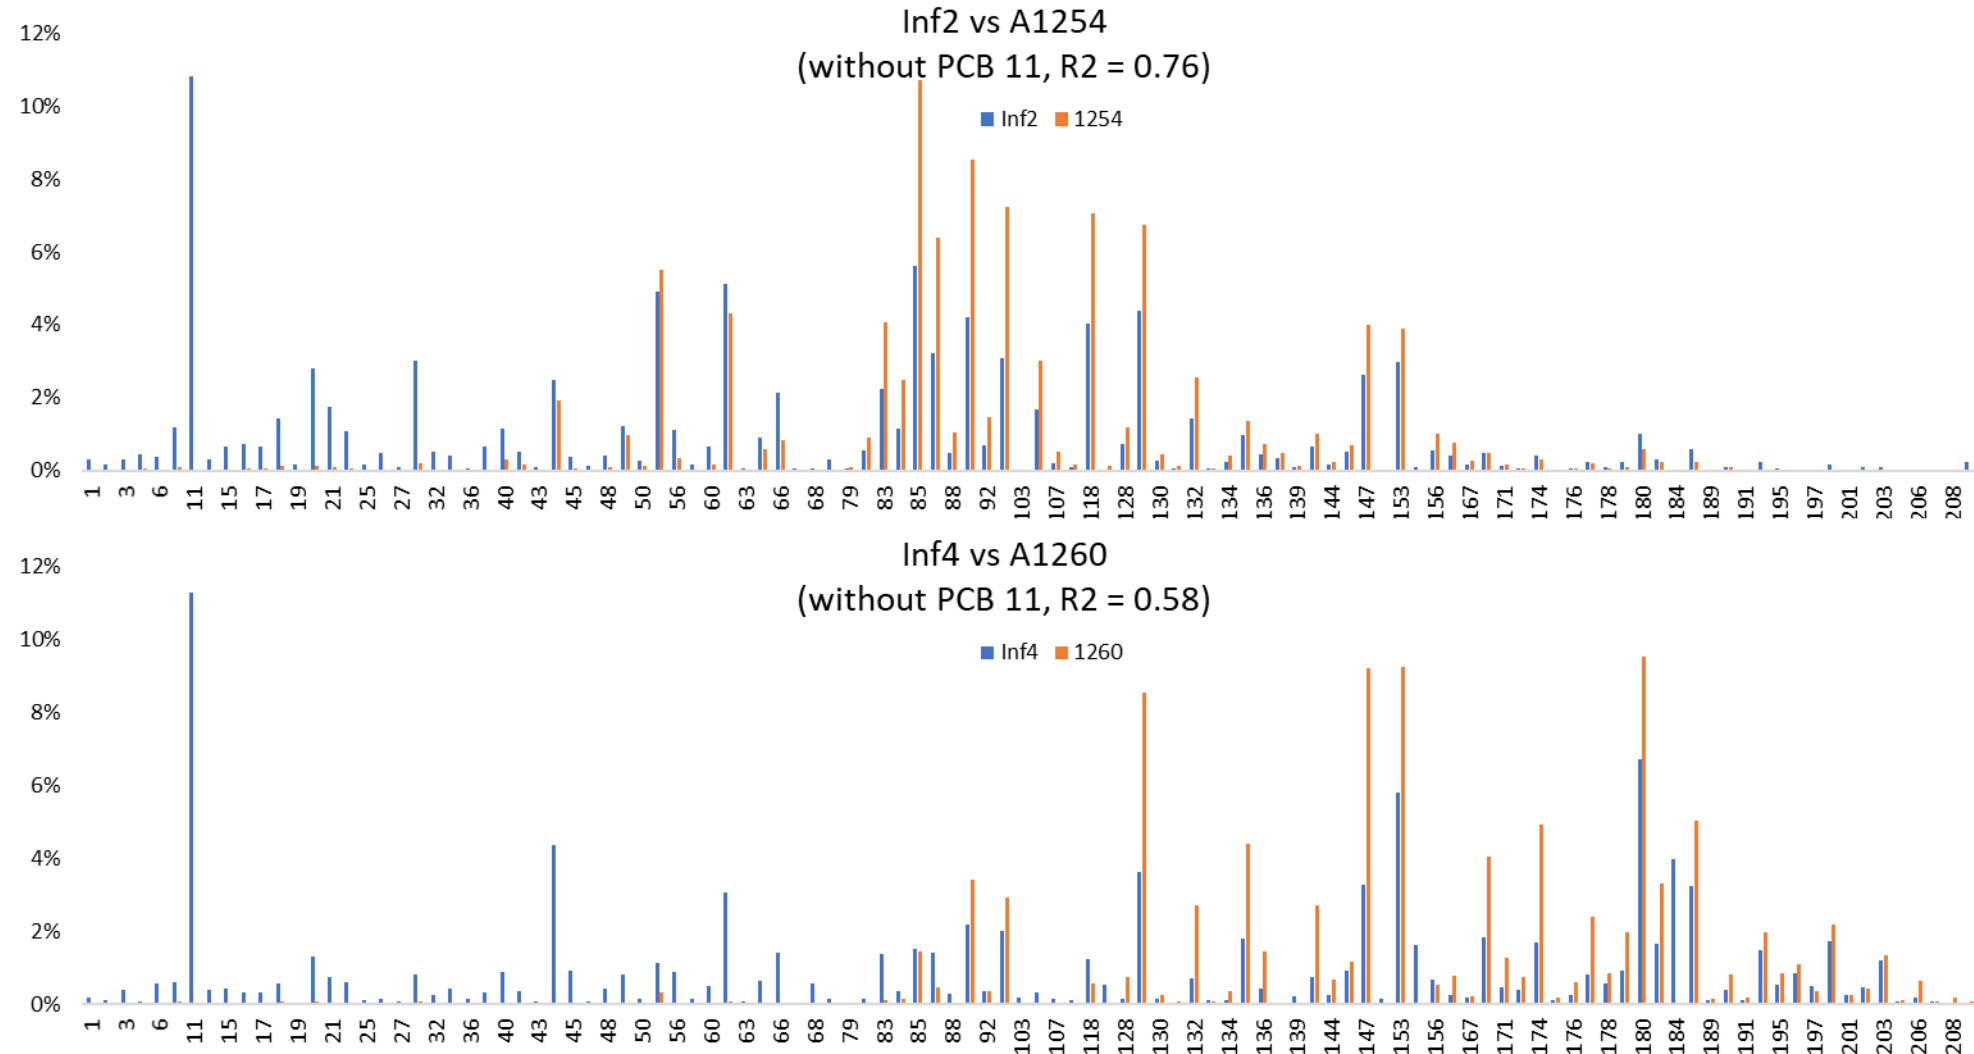 Inf2 vs A1254
(without PCB 11, R2 = 0.76)
Inf2 1254
12%
10%
8%
6%
4%
2%
0%
1 3 6 11 15 17 19 21 25 27 32 36 40 43 45 48 50 56 60 63 66 68 79 83 85 88 92 103 107 118 128 130 132 134 136 139 144 147 153 156 167 171 174 176 178 180 184 189 191 195 197 201 203 206 208
Inf4 vs A1260
(without PCB 11, R2 = 0.58)
Inf4 1260
12%
10%
8%
6%
4%
2%
0%
1 3 6 11 15 17 19 21 25 27 32 36 40 43 45 48 50 56 60 63 66 68 79 83 85 88 92 103 107 118 128 130 132 134 136 139 144 147 153 156 167 171 174 176 178 180 184 189 191 195 197 201 203 206 208